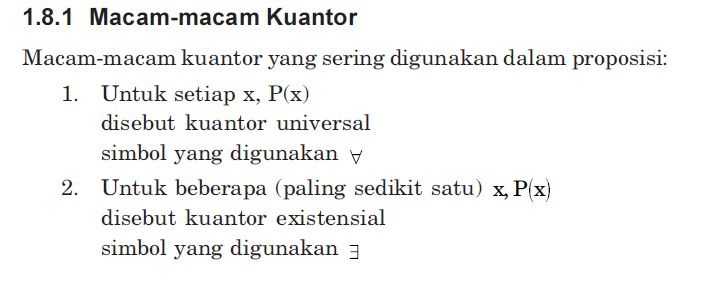 1.8.1 Macam-macam Kuantor
Macam-macam kuantor yang sering digunakan dalam proposisi:
1. Untuk setiap x, P(x)
disebut kuantor universal
simbol yang digunakan ∀
2. Untuk beberapa (paling sedikit satu) x, P(x)
disebut kuantor existensial
simbol yang digunakan ∃